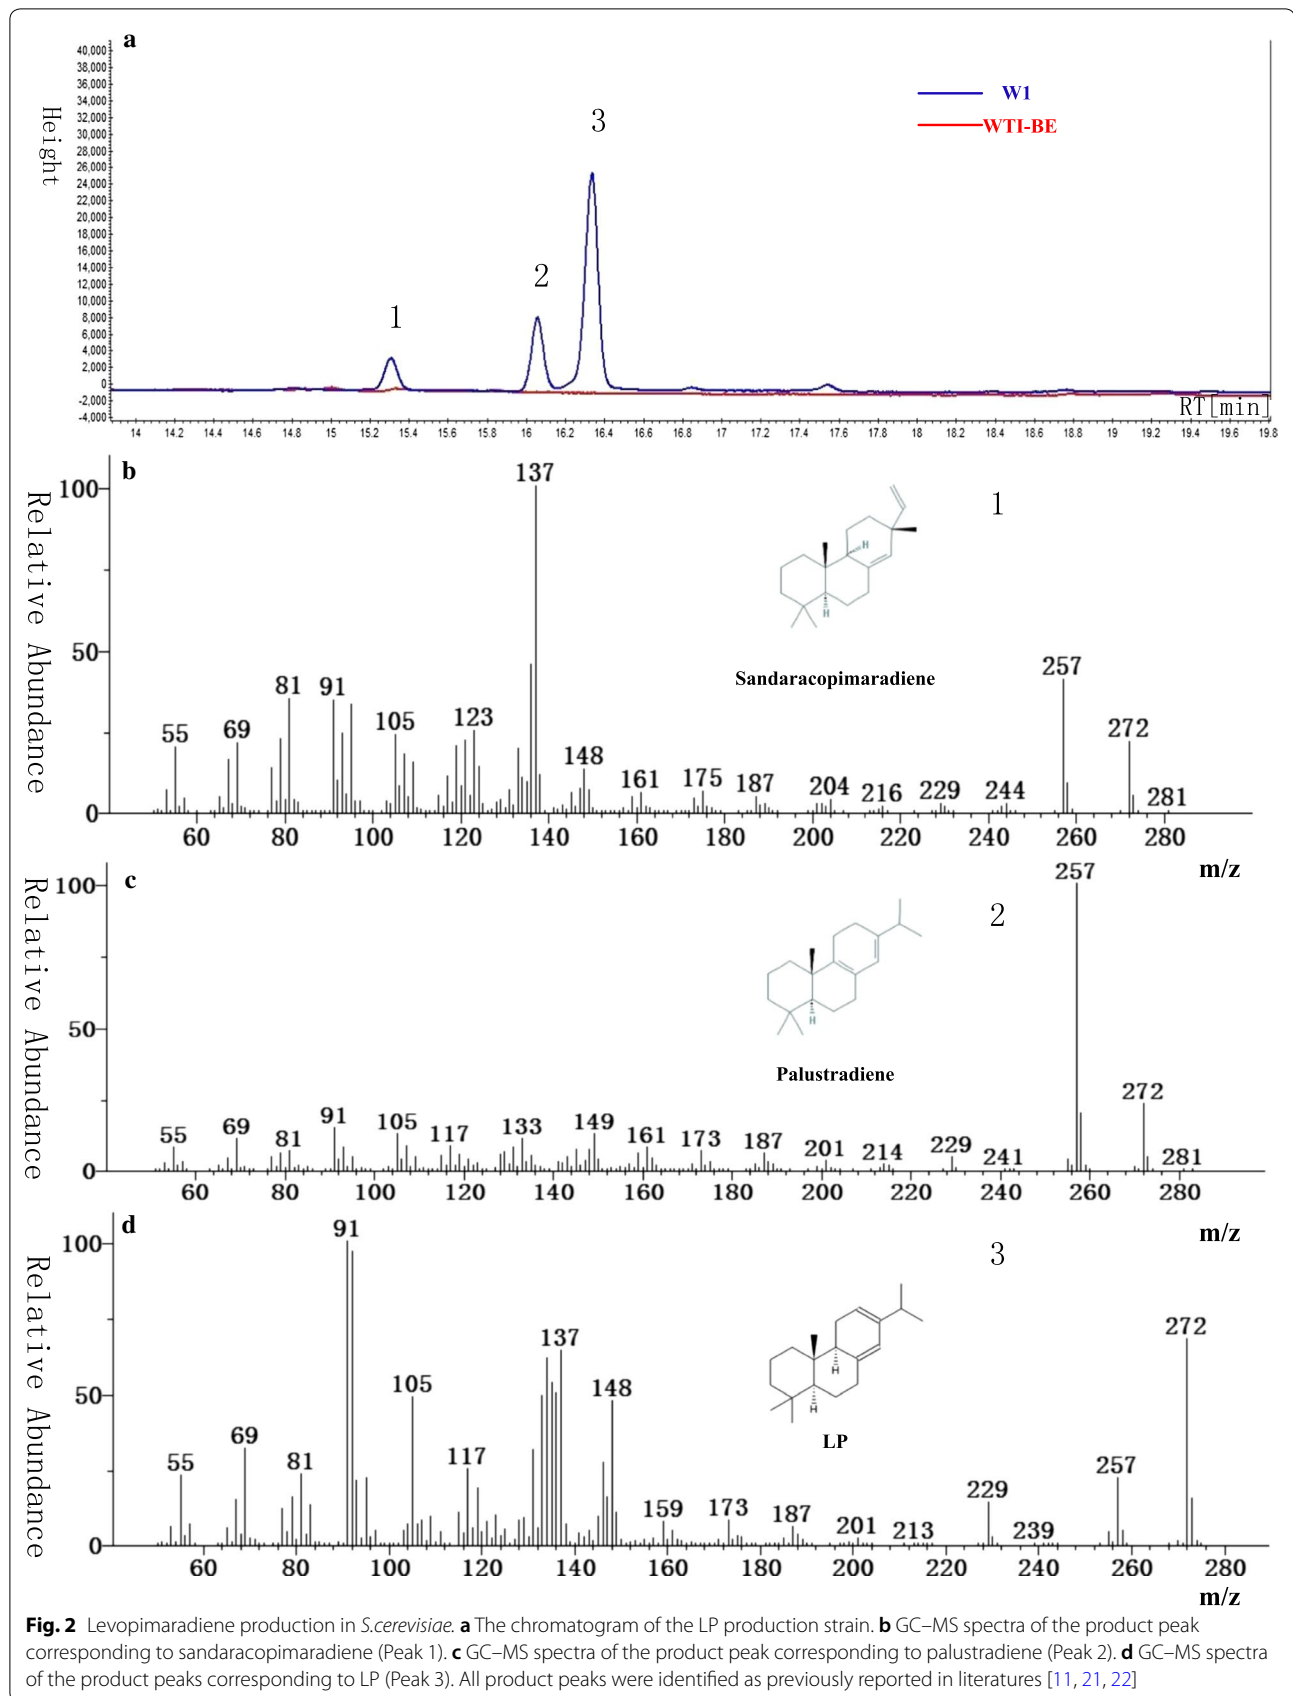 a
40,000
38,000
36,000
34,000
32,000
30,000
28,000
26,000
24,000
22,000
20,000
18,000
16,000
14,000
12,000
10,000
8,000
6,000
4,000
2,000
0
-2,000
-4,000
Height
W1
WTI-BE
1
2
3
RT[min]
14 14.2 14.4 14.6 14.8 15 15.2 15.4 15.6 15.8 16 16.2 16.4 16.6 16.8 17 17.2 17.4 17.6 17.8 18 18.2 18.4 18.6 18.8 19 19.2 19.4 19.6 19.8
b
Relative Abundance
100
50
0
137
1
H
H
Sandaracopimaradiene
55 69 81 91 105 123 148 161 175 187 204 216 229 244 257 272 281
60 80 100 120 140 160 180 200 220 240 260 280
m/z
c
Relative Abundance
100
50
0
257
2
H
Palustradiene
55 69 81 91 105 117 133 149 161 173 187 201 214 229 241 272 281
60 80 100 120 140 160 180 200 220 240 260 280
m/z
d
Relative Abundance
100
50
0
91
3
H
H
LP
55 69 81 105 117 137 148 159 173 187 201 213 229 239 257 272
60 80 100 120 140 160 180 200 220 240 260 280
m/z
Fig. 2 Levopimaradiene production in S.cerevisiae. a The chromatogram of the LP production strain. b GC–MS spectra of the product peak
corresponding to sandaracopimaradiene (Peak 1). c GC–MS spectra of the product peak corresponding to palustradiene (Peak 2). d GC–MS spectra
of the product peaks corresponding to LP (Peak 3). All product peaks were identified as previously reported in literatures [11, 21, 22]